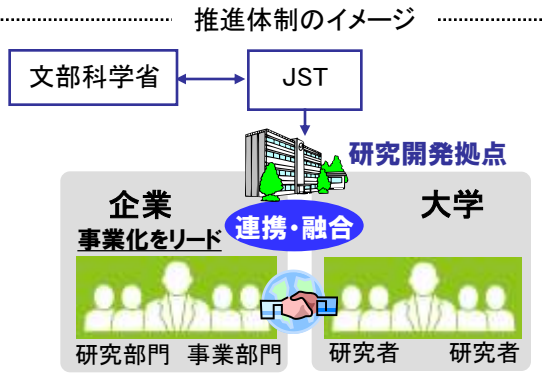 推進体制のイメージ
文部科学省
JST
研究開発拠点
企業
大学
事業化をリード
連携・融合
研究部門 事業部門
研究者 研究者